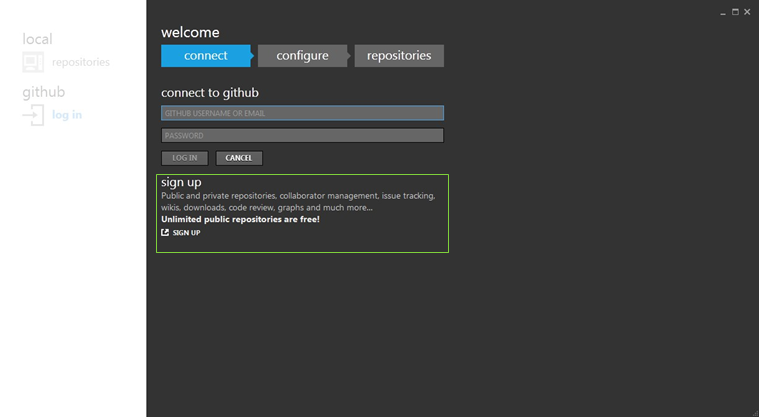 local
repositories
github
log in
welcome
connect
configure
repositories
connect to github
GITHUB USERNAME OR EMAIL
PASSWORD
LOG IN
CANCEL
sign up
Public and private repositories, collaborator management, issue tracking,
wikis, downloads, code review, graphs and much more...
Unlimited public repositories are free!
SIGN UP